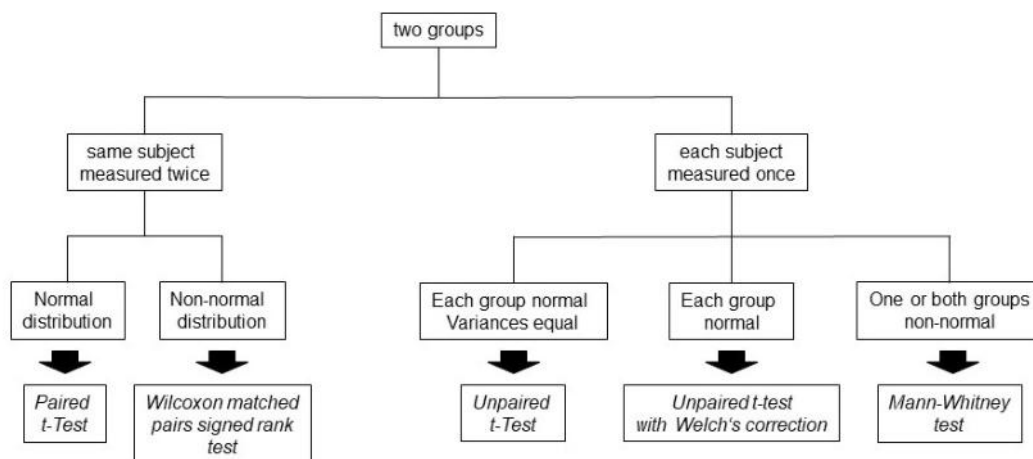 two groups
same subject
measured twice
each subject
measured once
Normal
distribution
Non-normal
distribution
Each group normal
Variances equal
Each group
normal
One or both groups
non-normal
Paired
t-Test
Wilcoxon matched
pairs signed rank
test
Unpaired
t-Test
Unpaired t-test
with Welch's correction
Mann-Whitney
test